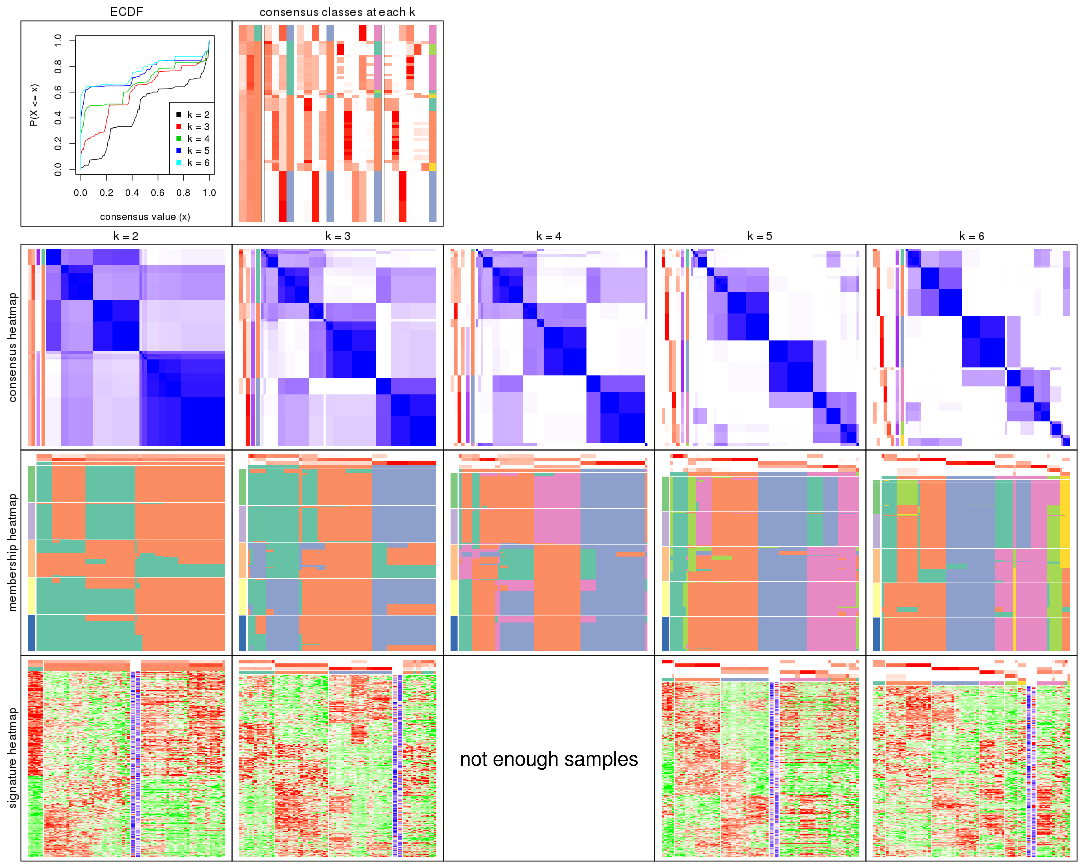 ECDF
consensus classes at each k
P(X <= x)
0.0 0.2 0.4 0.6 0.8 1.0
k = 2
k = 3
k = 4
k = 5
k = 6
0.0 0.2 0.4 0.6 0.8 1.0
consensus value (x)
k = 2
k = 3
k = 4
k = 5
k = 6
consensus heatmap
membership heatmap
signature heatmap
not enough samples